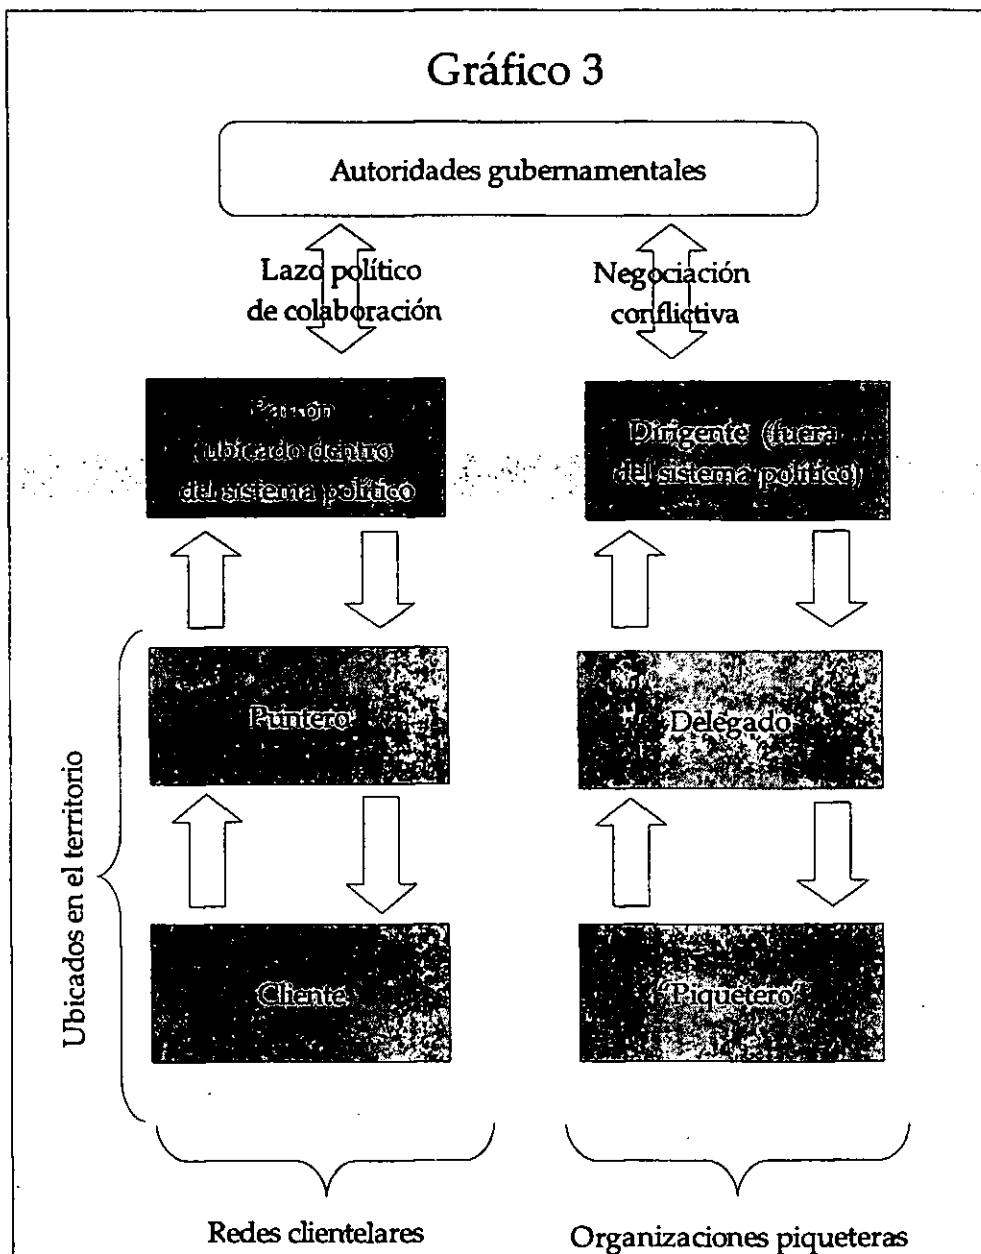 Gráfico 3
Autoridades gubernamentales
Lazo político
de colaboración
Negociación
conflictiva
Patrón
(ubicado dentro
del sistema político
Dirigente (fuera
del sistema político)
Puntero
Delegado
Cliente
"Piquetero"
Ubicados en el territorio
Redes clientelares
Organizaciones piqueteras